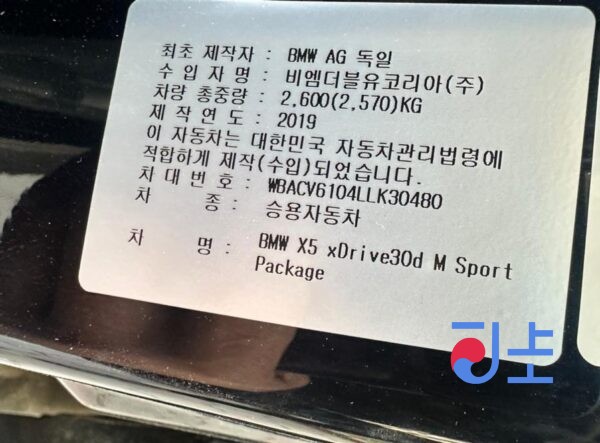 최초 제작자 : BMW AG 독일
수 입 자 명 : 비엠더블유코리아(주)
차량 총중량 : 2,600(2,570)KG
제 작 연 도 : 2019
이 자동차는 대한민국 자동차관리법령에
적합하게 제작(수입)되었습니다.
차 대 번 호 : WBACV6104LLK30480
차 종 : 승용자동차
차 명 : BMW X5 xDrive30d M Sport
Package